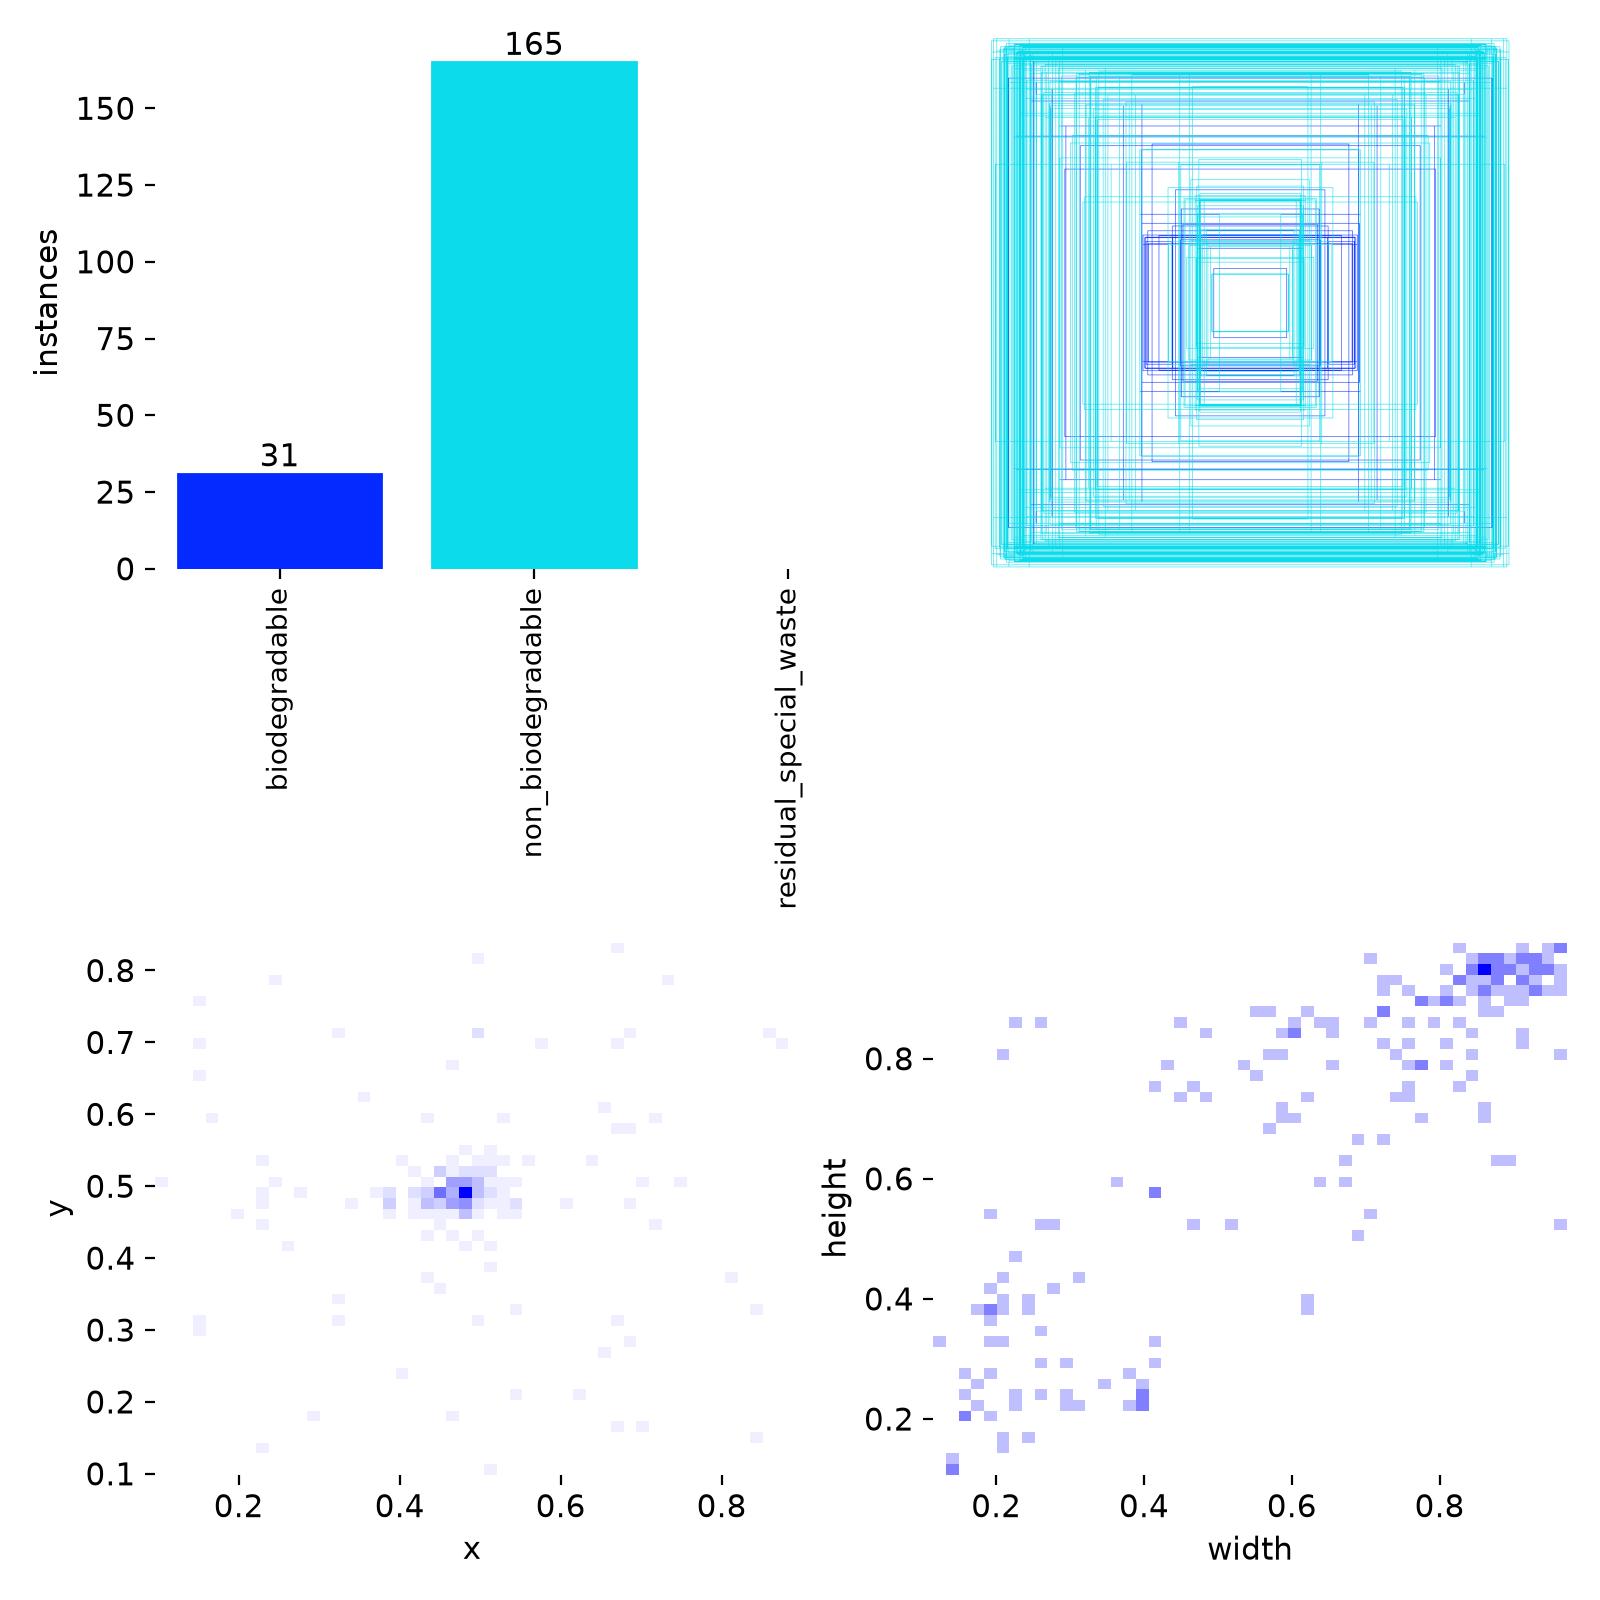 165
150
125
100
75
50
31
25
0
instances
biodegradable
non_biodegradable
residual_special_waste
0.8
0.7
0.6
0.5
0.4
0.3
0.2
0.1
y
0.2 0.4 0.6 0.8
x
0.8
0.6
0.4
0.2
height
0.2 0.4 0.6 0.8
width